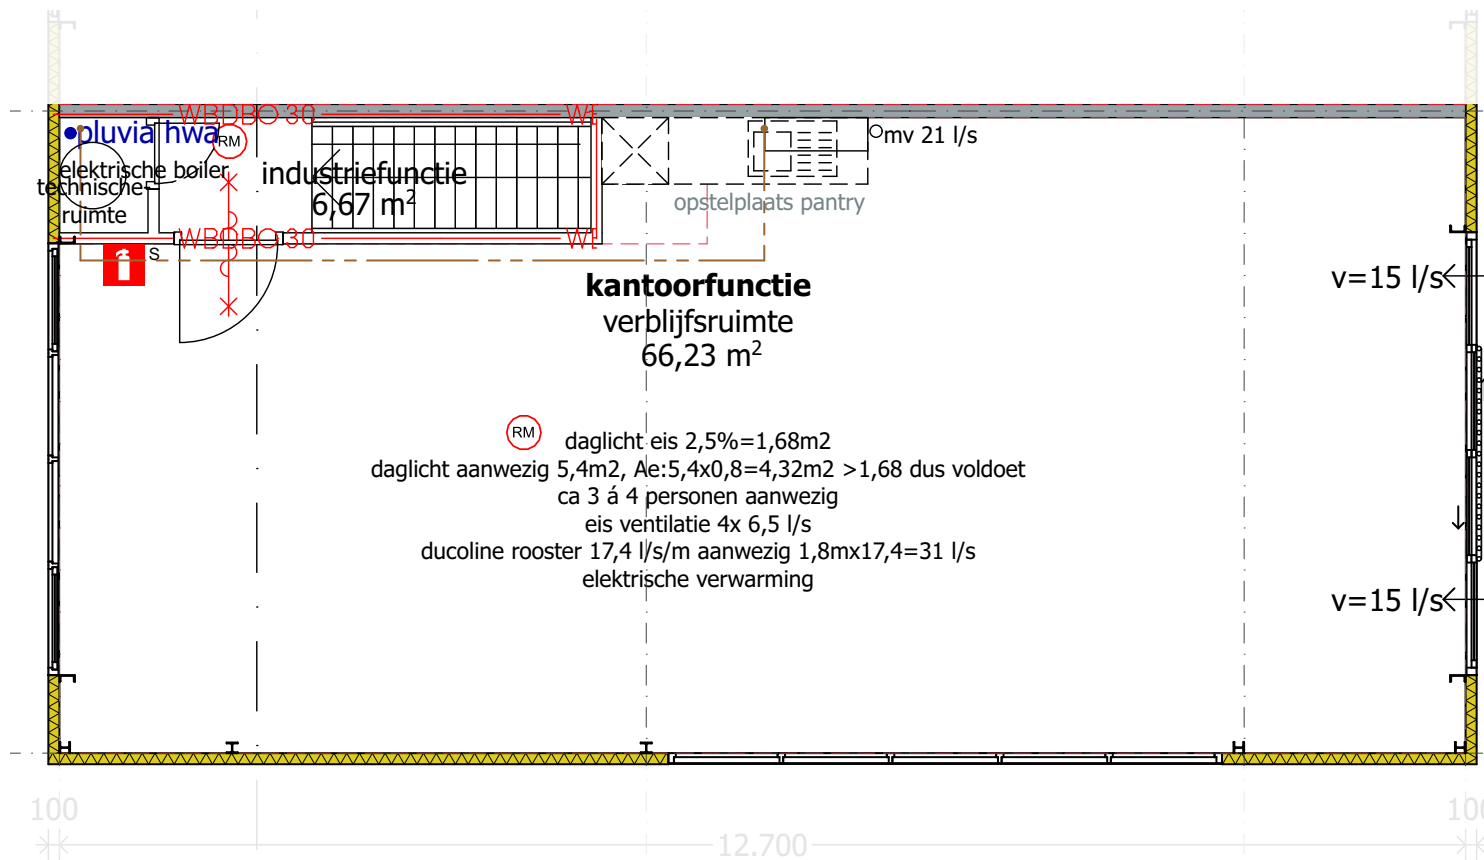 WBDBO 30
pluvia hwa
RM
mv 21 l/s
elektrische boiler
technische
ruimte
industriefunctie
6,67 m²
opstelplaats pantry
WBDBO 30
S
kantoorfunctie
verblijfsruimte
66,23 m²
v=15 l/s
RM
daglicht eis 2,5%=1,68m2
daglicht aanwezig 5,4m2, Ae:5,4x0,8=4,32m2 >1,68 dus voldoet
ca 3 á 4 personen aanwezig
eis ventilatie 4x 6,5 l/s
ducoline rooster 17,4 l/s/m aanwezig 1,8mx17,4=31 l/s
elektrische verwarming
v=15 l/s
100
100
12.700